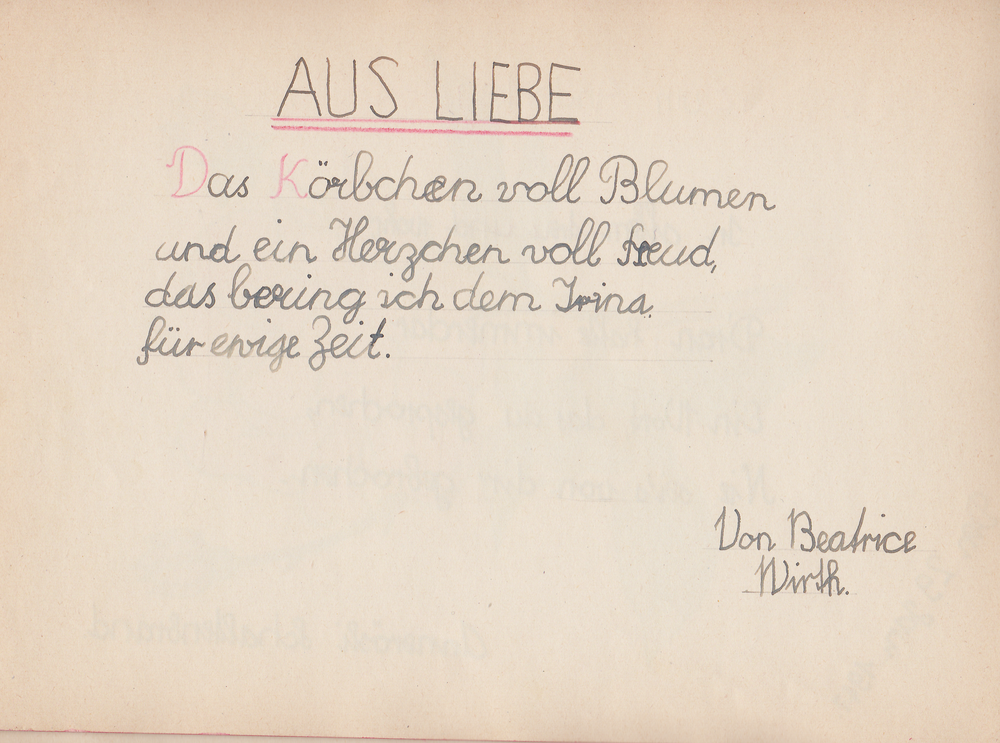 AUS LIEBE
Das Körbchen voll Blumen
und ein Herzchen voll freud,
das bering ich dem Irina.
für ewige Zeit.
Von Beatrice
Wirth.